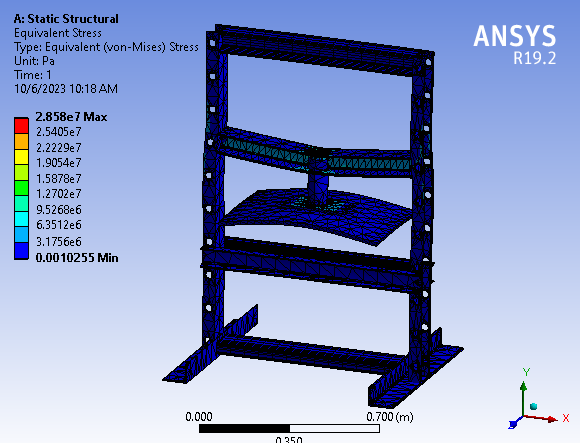 A: Static Structural
Equivalent Stress
Type: Equivalent (von-Mises) Stress
Unit: Pa
Time: 1
10/6/2023 10:18 AM
ANSYS
R19.2
2.858e7 Max
2.5405e7
2.2229e7
1.9054e7
1.5878e7
1.2702e7
9.5268e6
6.3512e6
3.1756e6
0.0010255 Min
0.000
0.700 (m)
0.350
Y
X
Z